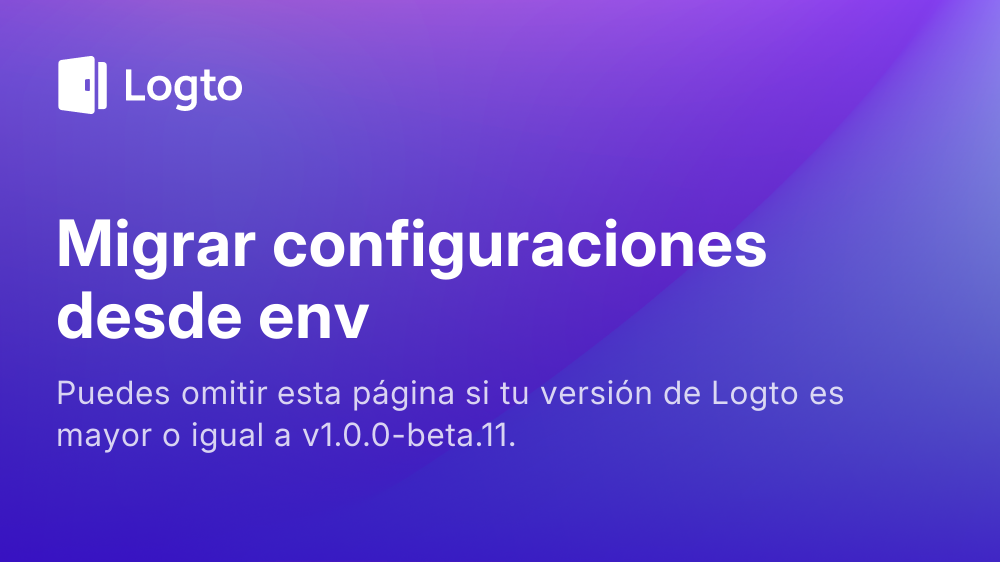 Logto
Migrar configuraciones
desde env
Puedes omitir esta página si tu versión de Logto es
mayor o igual a v1.0.0-beta.11.